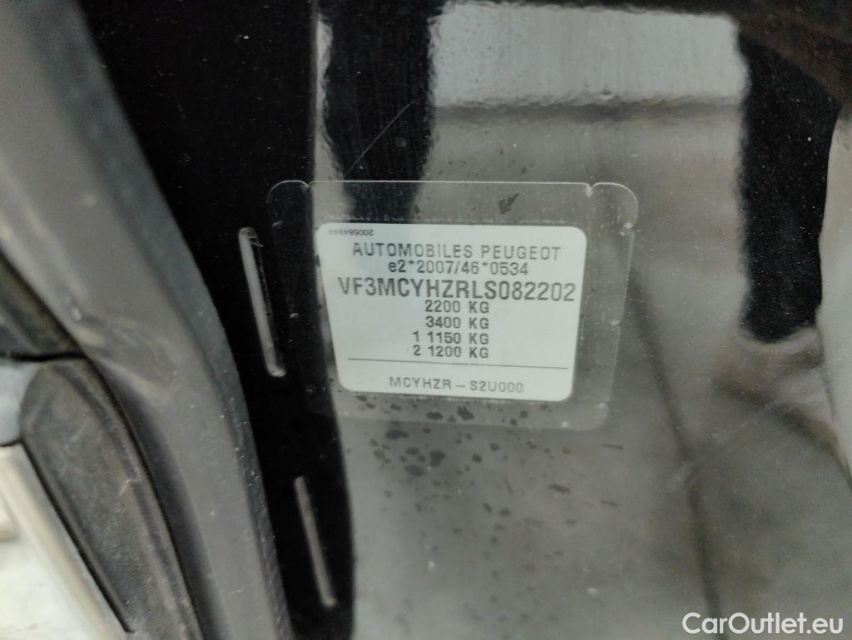 200584944
AUTOMOBILES PEUGEOT
e2*2007/46*0534
VF3MCYHZRLS082202
2200 KG
3400 KG
1 1150 KG
2 1200 KG
MCYHZR - S2U000
CarOutlet.eu